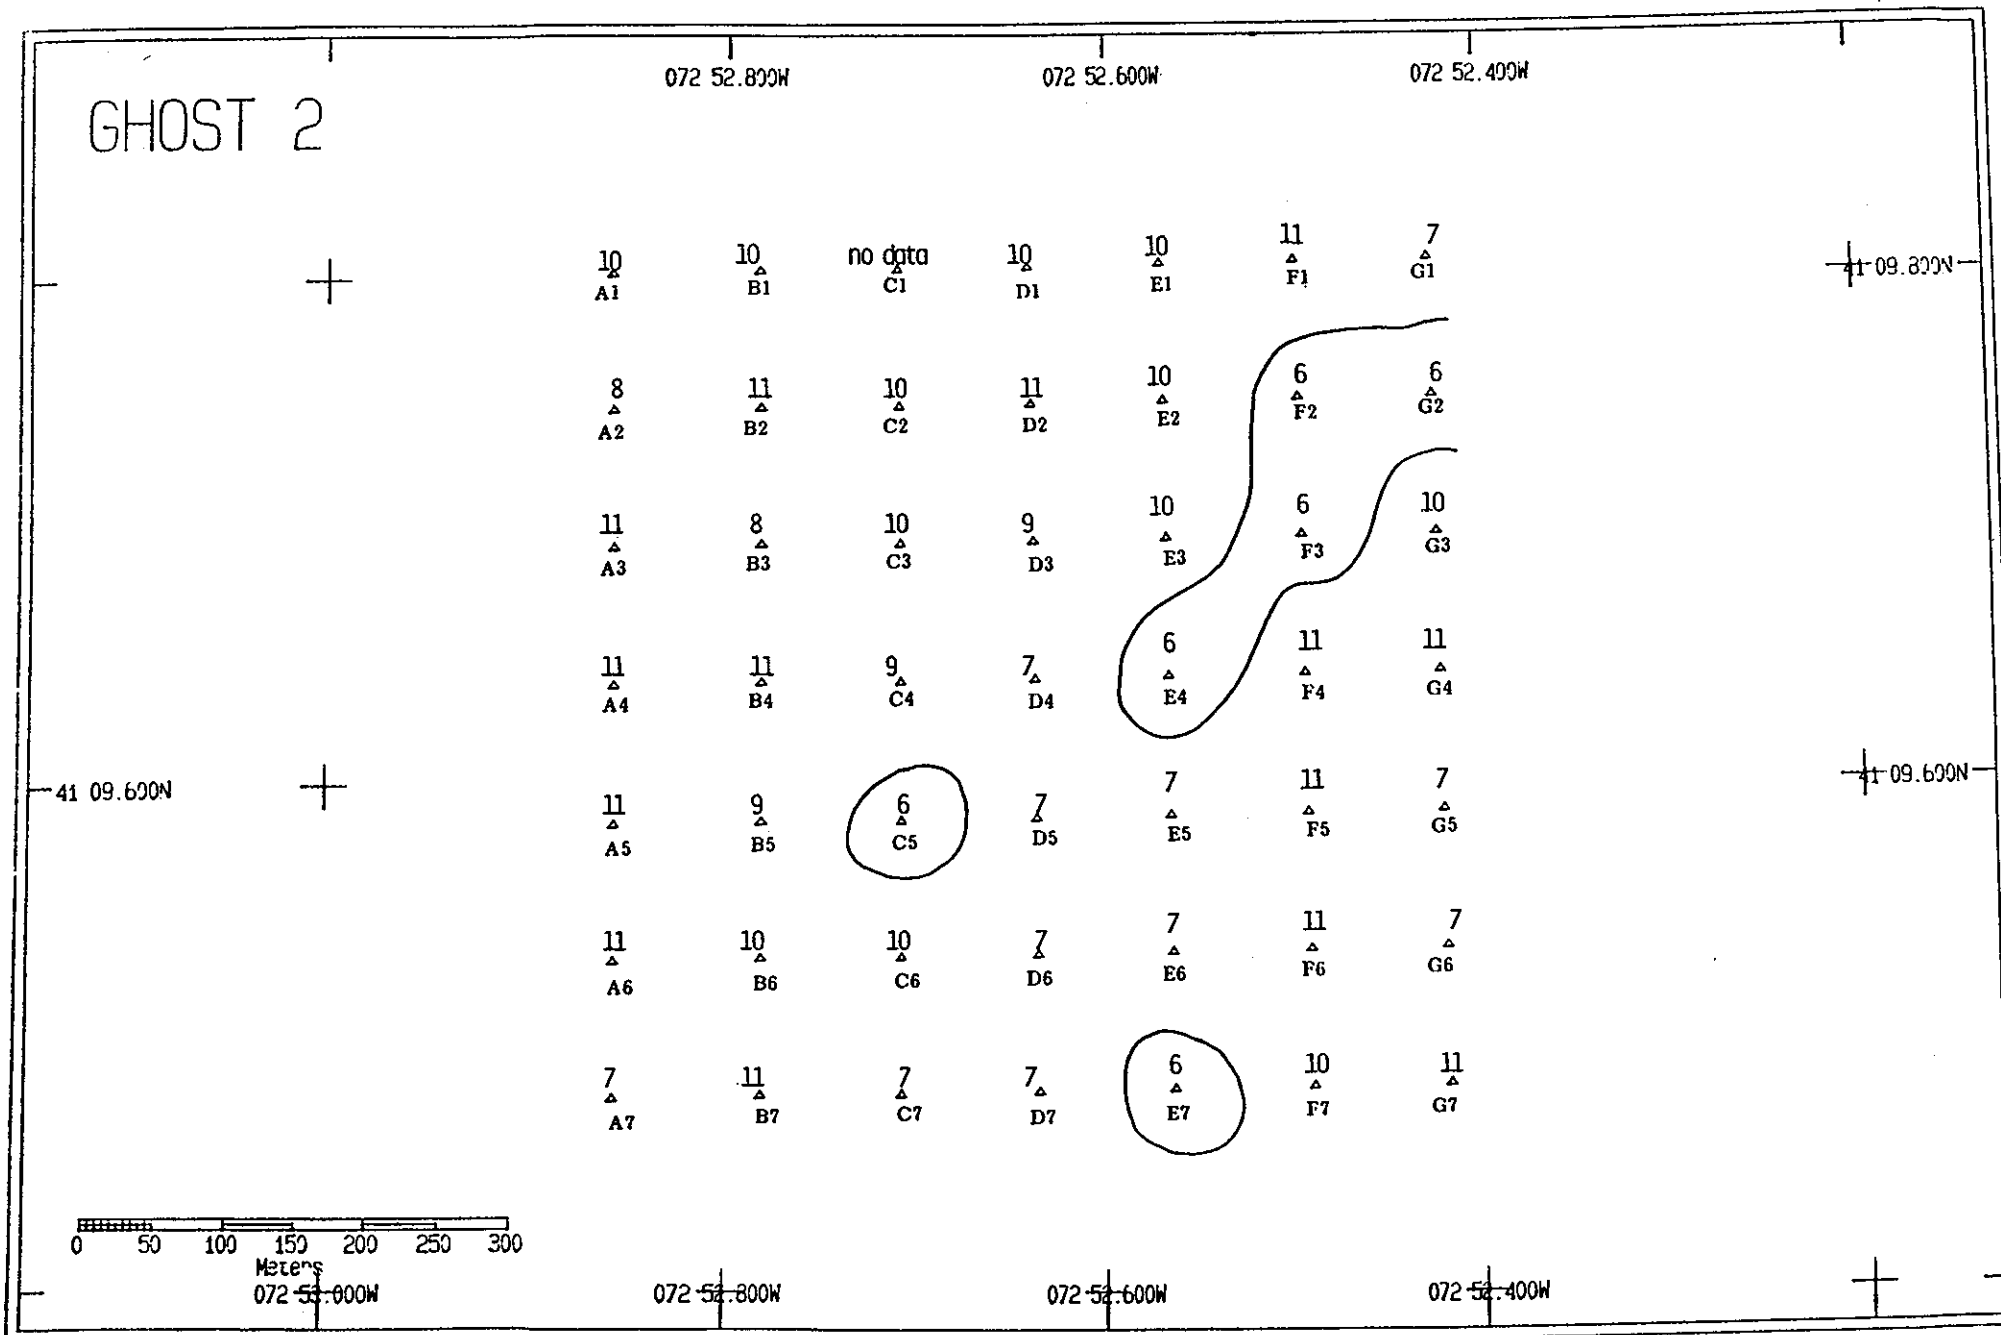 072 52.800W 072 52.600W 072 52.400W
GHOST 2
10 10 no data 10 10 11 7
A1 B1 C1 D1 E1 F1 G1
41 09.800N
8 11 10 11 10 6 6
A2 B2 C2 D2 E2 F2 G2
11 8 10 9 10 6 10
A3 B3 C3 D3 E3 F3 G3
11 11 9 7 6 11 11
A4 B4 C4 D4 E4 F4 G4
41 09.600N 41 09.600N
11 9 6 7 7 11 7
A5 B5 C5 D5 E5 F5 G5
11 10 10 7 7 11 7
A6 B6 C6 D6 E6 F6 G6
7 11 7 7 6 10 11
A7 B7 C7 D7 E7 F7 G7
0 50 100 150 200 250 300
Meters
072 53.000W 072 52.800W 072 52.600W 072 52.400W